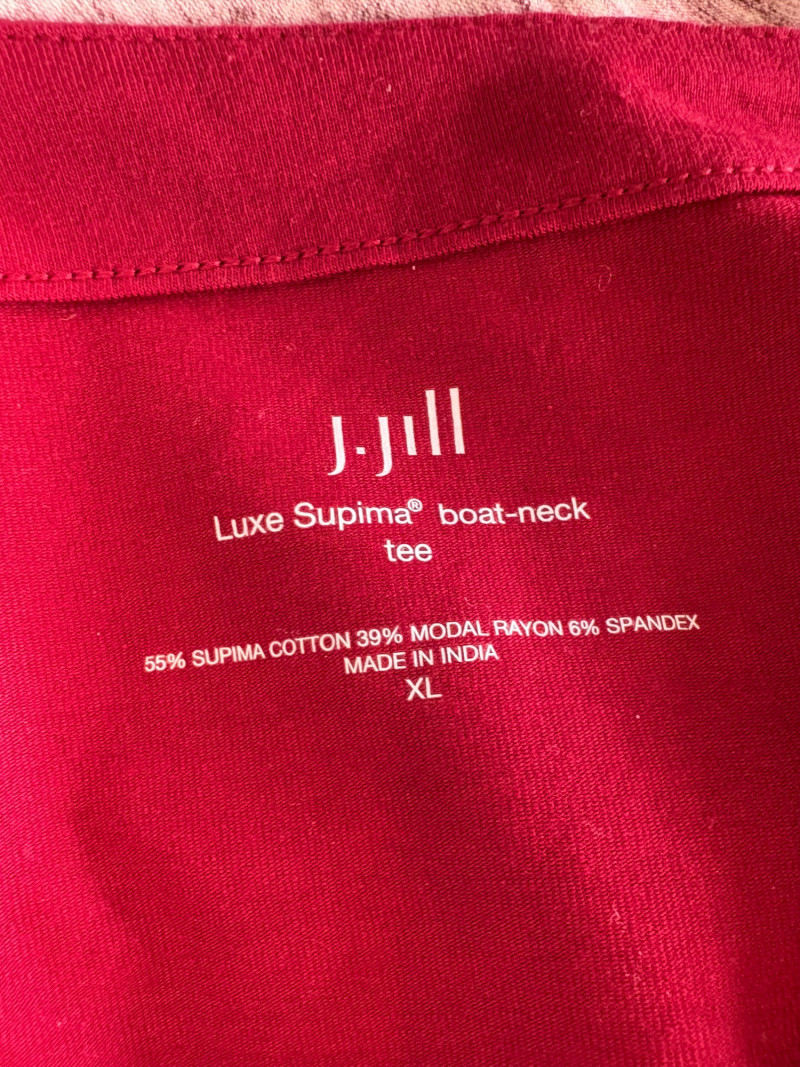 J.Jill
Luxe Supima® boat-neck
tee
55% SUPIMA COTTON 39% MODAL RAYON 6% SPANDEX
MADE IN INDIA
XL